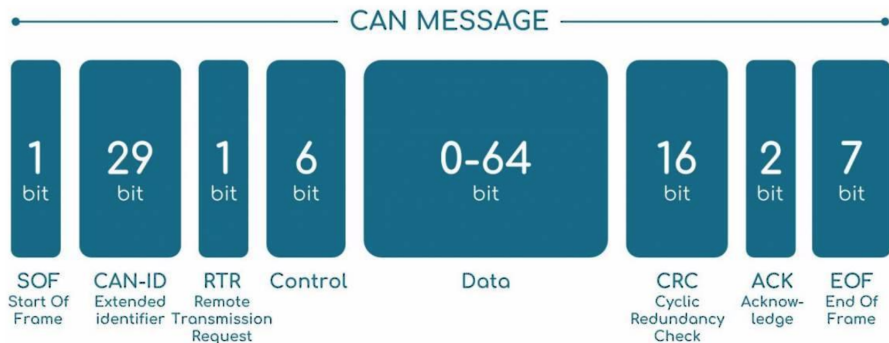 CAN MESSAGE
1
bit
29
bit
1
bit
6
bit
0-64
bit
16
bit
2
bit
7
bit
SOF
Start Of
Frame
CAN-ID
Extended
identifier
RTR
Remote
Transmission
Request
Control
Data
CRC
Cyclic
Redundancy
Check
ACK
Acknow-
ledge
EOF
End Of
Frame